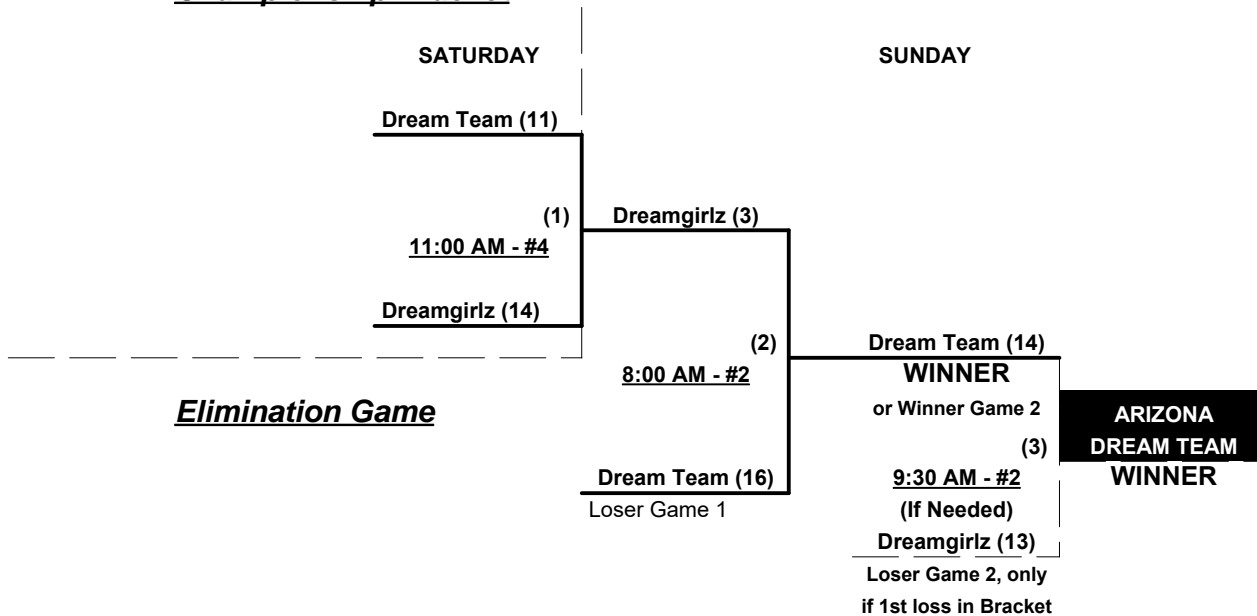 SATURDAY
SUNDAY
Dream Team (11)
(1)
Dreamgirlz (3)
11:00 AM - #4
Dreamgirlz (14)
(2)
Dream Team (14)
8:00 AM - #2
WINNER
Elimination Game
or Winner Game 2
ARIZONA
(3)
DREAM TEAM
Dream Team (16)
9:30 AM - #2
WINNER
Loser Game 1
(If Needed)
Dreamgirlz (13)
Loser Game 2, only
if 1st loss in Bracket